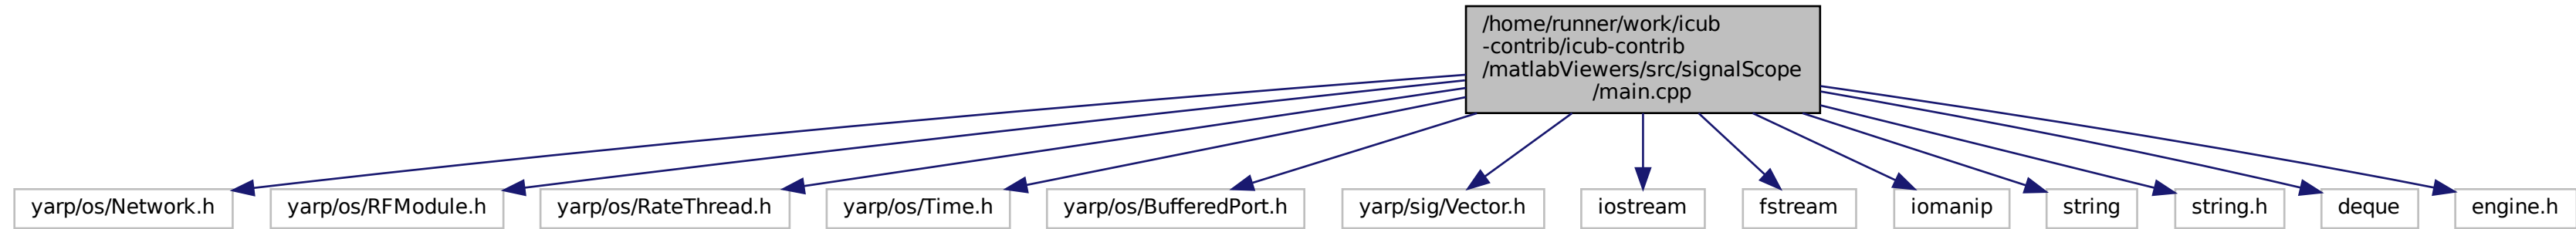 /home/runner/work/icub
-contrib/icub-contrib
/matlabViewers/src/signalScope
/main.cpp
yarp/os/Network.h
yarp/os/RFModule.h
yarp/os/RateThread.h
yarp/os/Time.h
yarp/os/BufferedPort.h
yarp/sig/Vector.h
iostream
fstream
iomanip
string
string.h
deque
engine.h